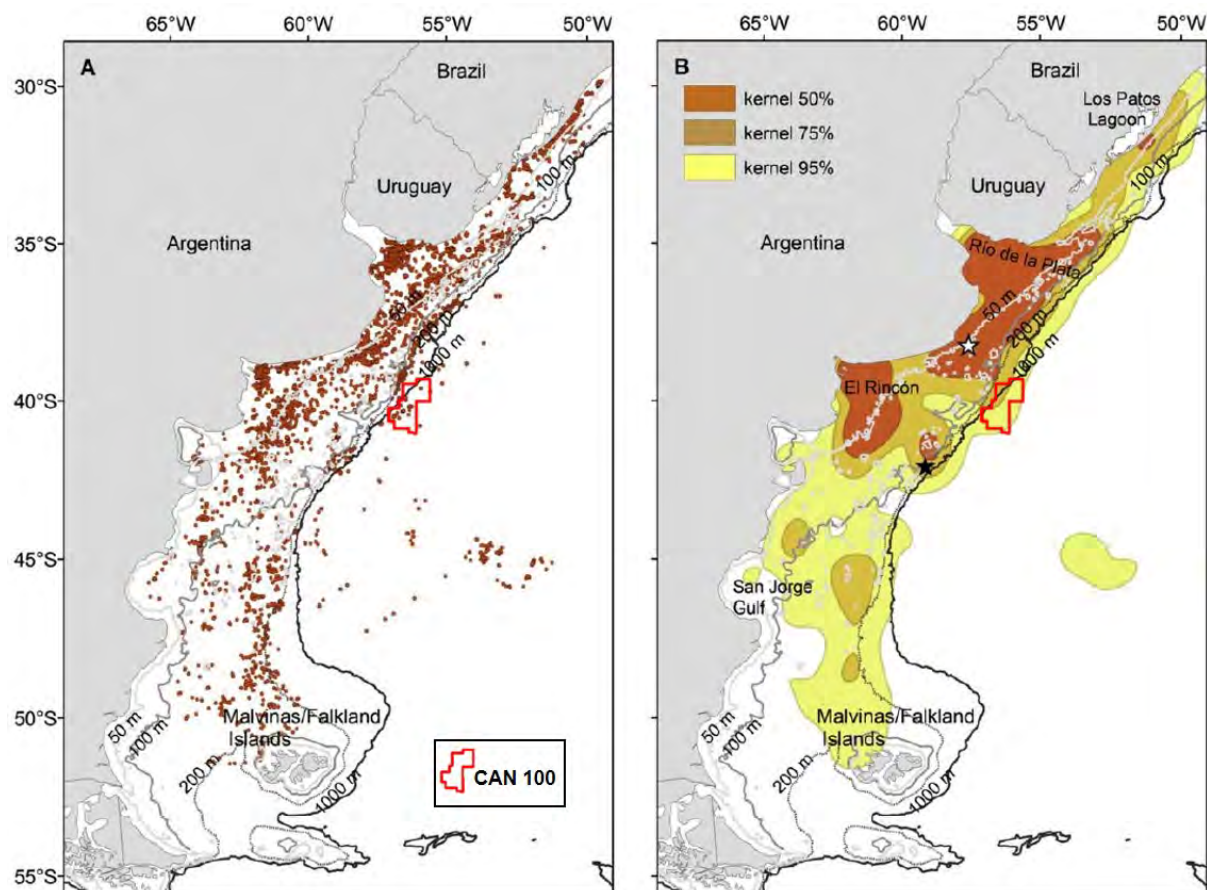 65°W 60°W 55°W 50°W
65°W 60°W 55°W 50°W
A
Brazil
Uruguay
Argentina
100 m
50 m
200 m
1000 m
30°S
35°S
40°S
45°S
50°S
55°S
Malvinas/Falkland
Islands
50 m
100 m
200 m
1000 m
CAN 100
B
kernel 50%
kernel 75%
kernel 95%
Brazil
Los Patos
Lagoon
Uruguay
100 m
Argentina
Río de la Plata
50 m
200 m
1000 m
El Rincón
San Jorge
Gulf
Malvinas/Falkland
Islands
50 m
100 m
200 m
1000 m